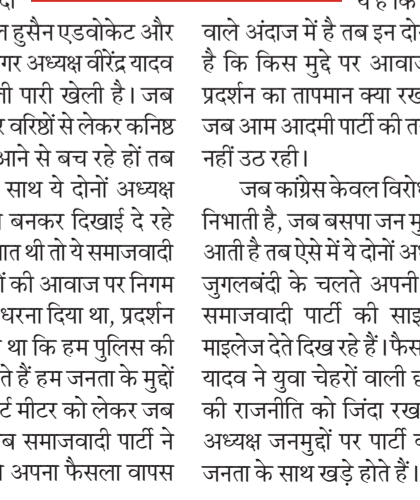 हुसैन एडवोकेट और
अध्यक्ष वीरेंद्र यादव
पारी खेली है। जब
वरिष्ठों से लेकर कनिष्ठ
आने से बच रहे हों तब
साथ ये दोनों अध्यक्ष
बनकर दिखाई दे रहे
थी तो ये समाजवादी
की आवाज पर निगम
धरना दिया था, प्रदर्शन
था कि हम पुलिस की
हैं हम जनता के मुद्दों
मीटर को लेकर जब
समाजवादी पार्टी ने
अपना फैसला वापस
वाले अंदाज में है तब इन
है कि किस मुद्दे पर
प्रदर्शन का तापमान क्या
जब आम आदमी पार्टी की
नहीं उठ रही।
जब कांग्रेस केवल
निभाती है, जब बसपा जन
आती है तब ऐसे में ये दोनों
जुगलबंदी के चलते अपनी
समाजवादी पार्टी की
माइलेज देते दिख रहे हैं।
यादव ने युवा चेहरों वाली
की राजनीति को जिंदा रख
अध्यक्ष जनमुद्दों पर पार्टी
जनता के साथ खड़े होते हैं।